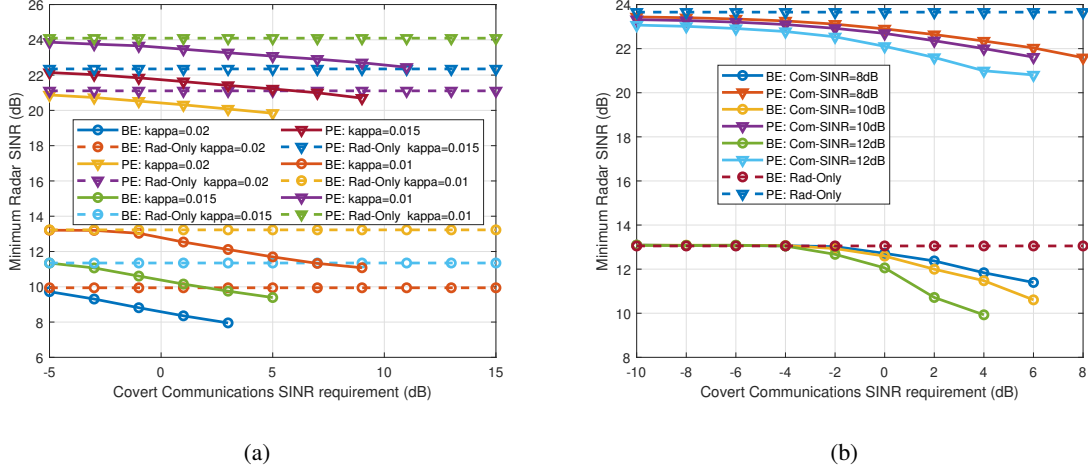 26
24
22
20
18
16
14
12
10
8
6
Minimum Radar SINR (dB)
BE: kappa=0.02
BE: Rad-Only kappa=0.02
PE: kappa=0.02
PE: Rad-Only  kappa=0.02
BE: kappa=0.015
BE: Rad-Only kappa=0.015
PE: kappa=0.015
PE: Rad-Only  kappa=0.015
BE: kappa=0.01
BE: Rad-Only kappa=0.01
PE: kappa=0.01
PE: Rad-Only  kappa=0.01
-5 0 5 10 15
Covert Communications SINR requirement (dB)
(a)
24
22
20
18
16
14
12
10
8
Minimum Radar SINR (dB)
BE: Com-SINR=8dB
PE: Com-SINR=8dB
BE: Com-SINR=10dB
PE: Com-SINR=10dB
BE: Com-SINR=12dB
PE: Com-SINR=12dB
BE: Rad-Only
PE: Rad-Only
-10 -8 -6 -4 -2 0 2 4 6 8
Covert Communications SINR requirement (dB)
(b)